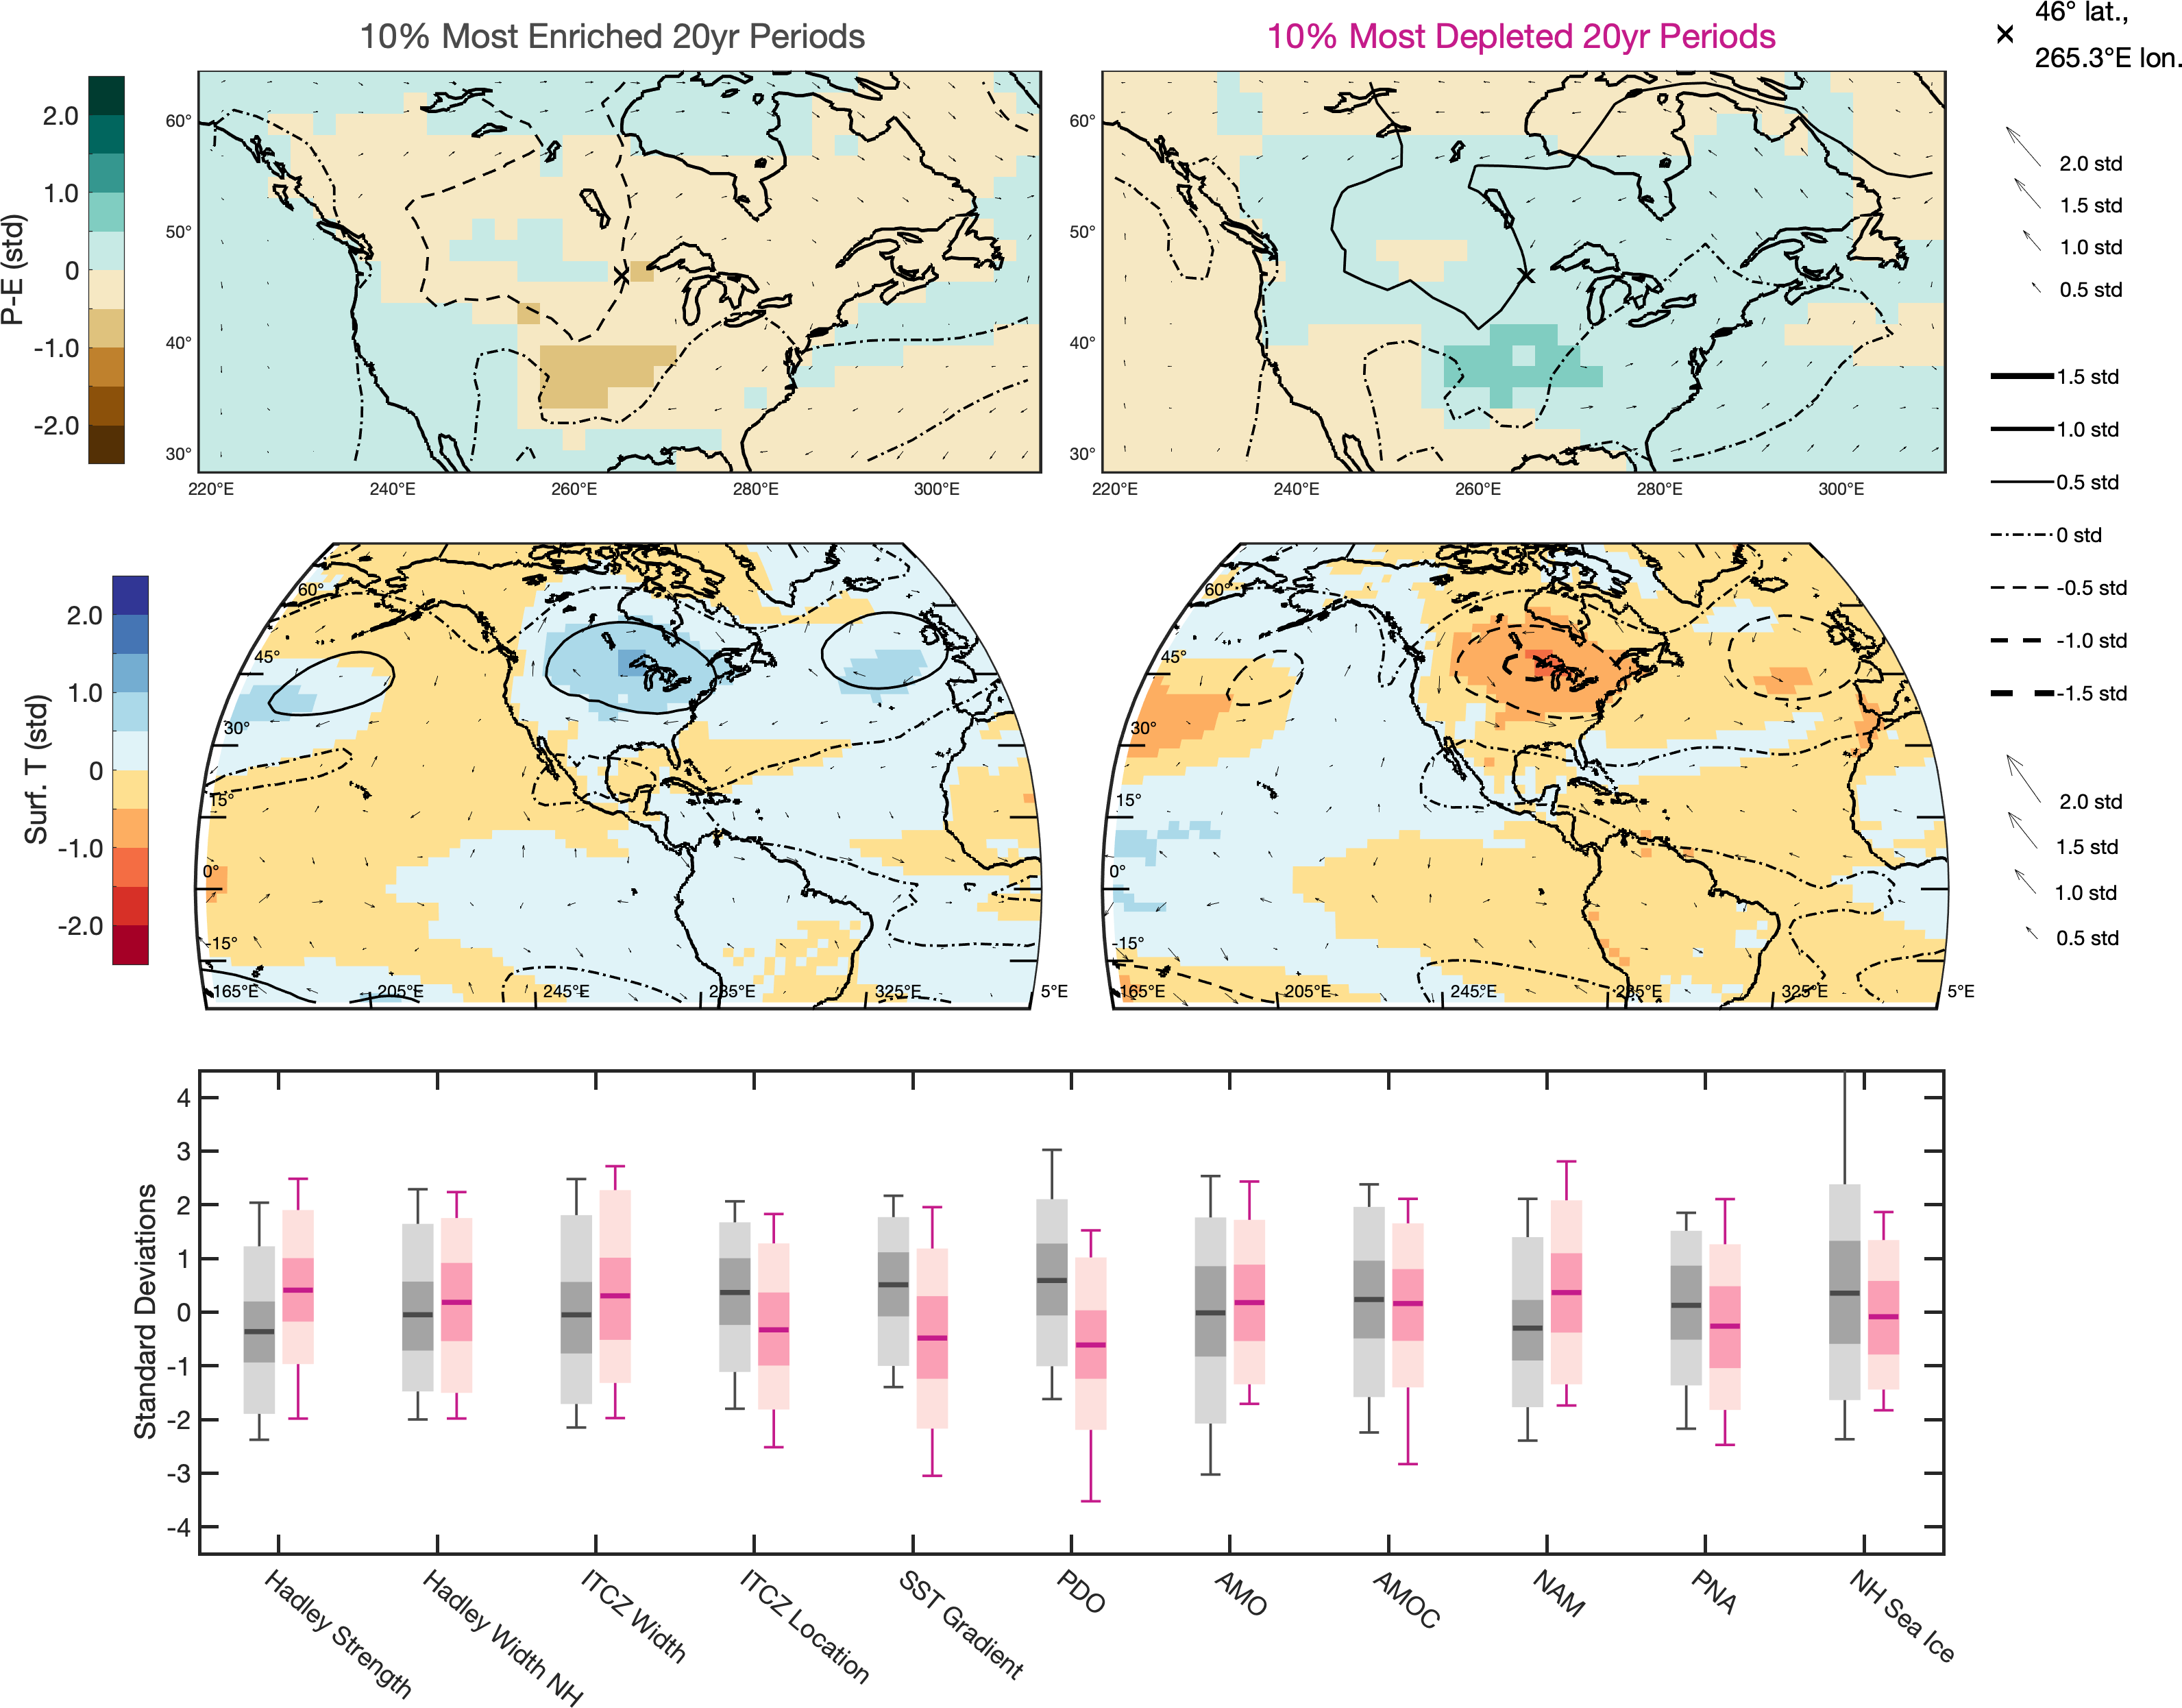 10% Most Enriched 20yr Periods
10% Most Depleted 20yr Periods
46° lat.,
265.3°E lon.
P-E (std)
2.0
1.0
0
-1.0
-2.0
60°
50°
40°
30°
220°E 240°E 260°E 280°E 300°E
60°
50°
40°
30°
220°E 240°E 260°E 280°E 300°E
2.0 std
1.5 std
1.0 std
0.5 std
1.5 std
1.0 std
0.5 std
0 std
-0.5 std
-1.0 std
-1.5 std
Surf. T (std)
2.0
1.0
0
-1.0
-2.0
60°
45°
30°
15°
0°
-15°
165°E 205°E 245°E 285°E 325°E 5°E
60°
45°
30°
15°
0°
-15°
165°E 205°E 245°E 285°E 325°E 5°E
2.0 std
1.5 std
1.0 std
0.5 std
Standard Deviations
4
3
2
1
0
-1
-2
-3
-4
Hadley Strength
Hadley Width NH
ITCZ Width
ITCZ Location
SST Gradient
PDO
AMO
AMOC
NAM
PNA
NH Sea Ice